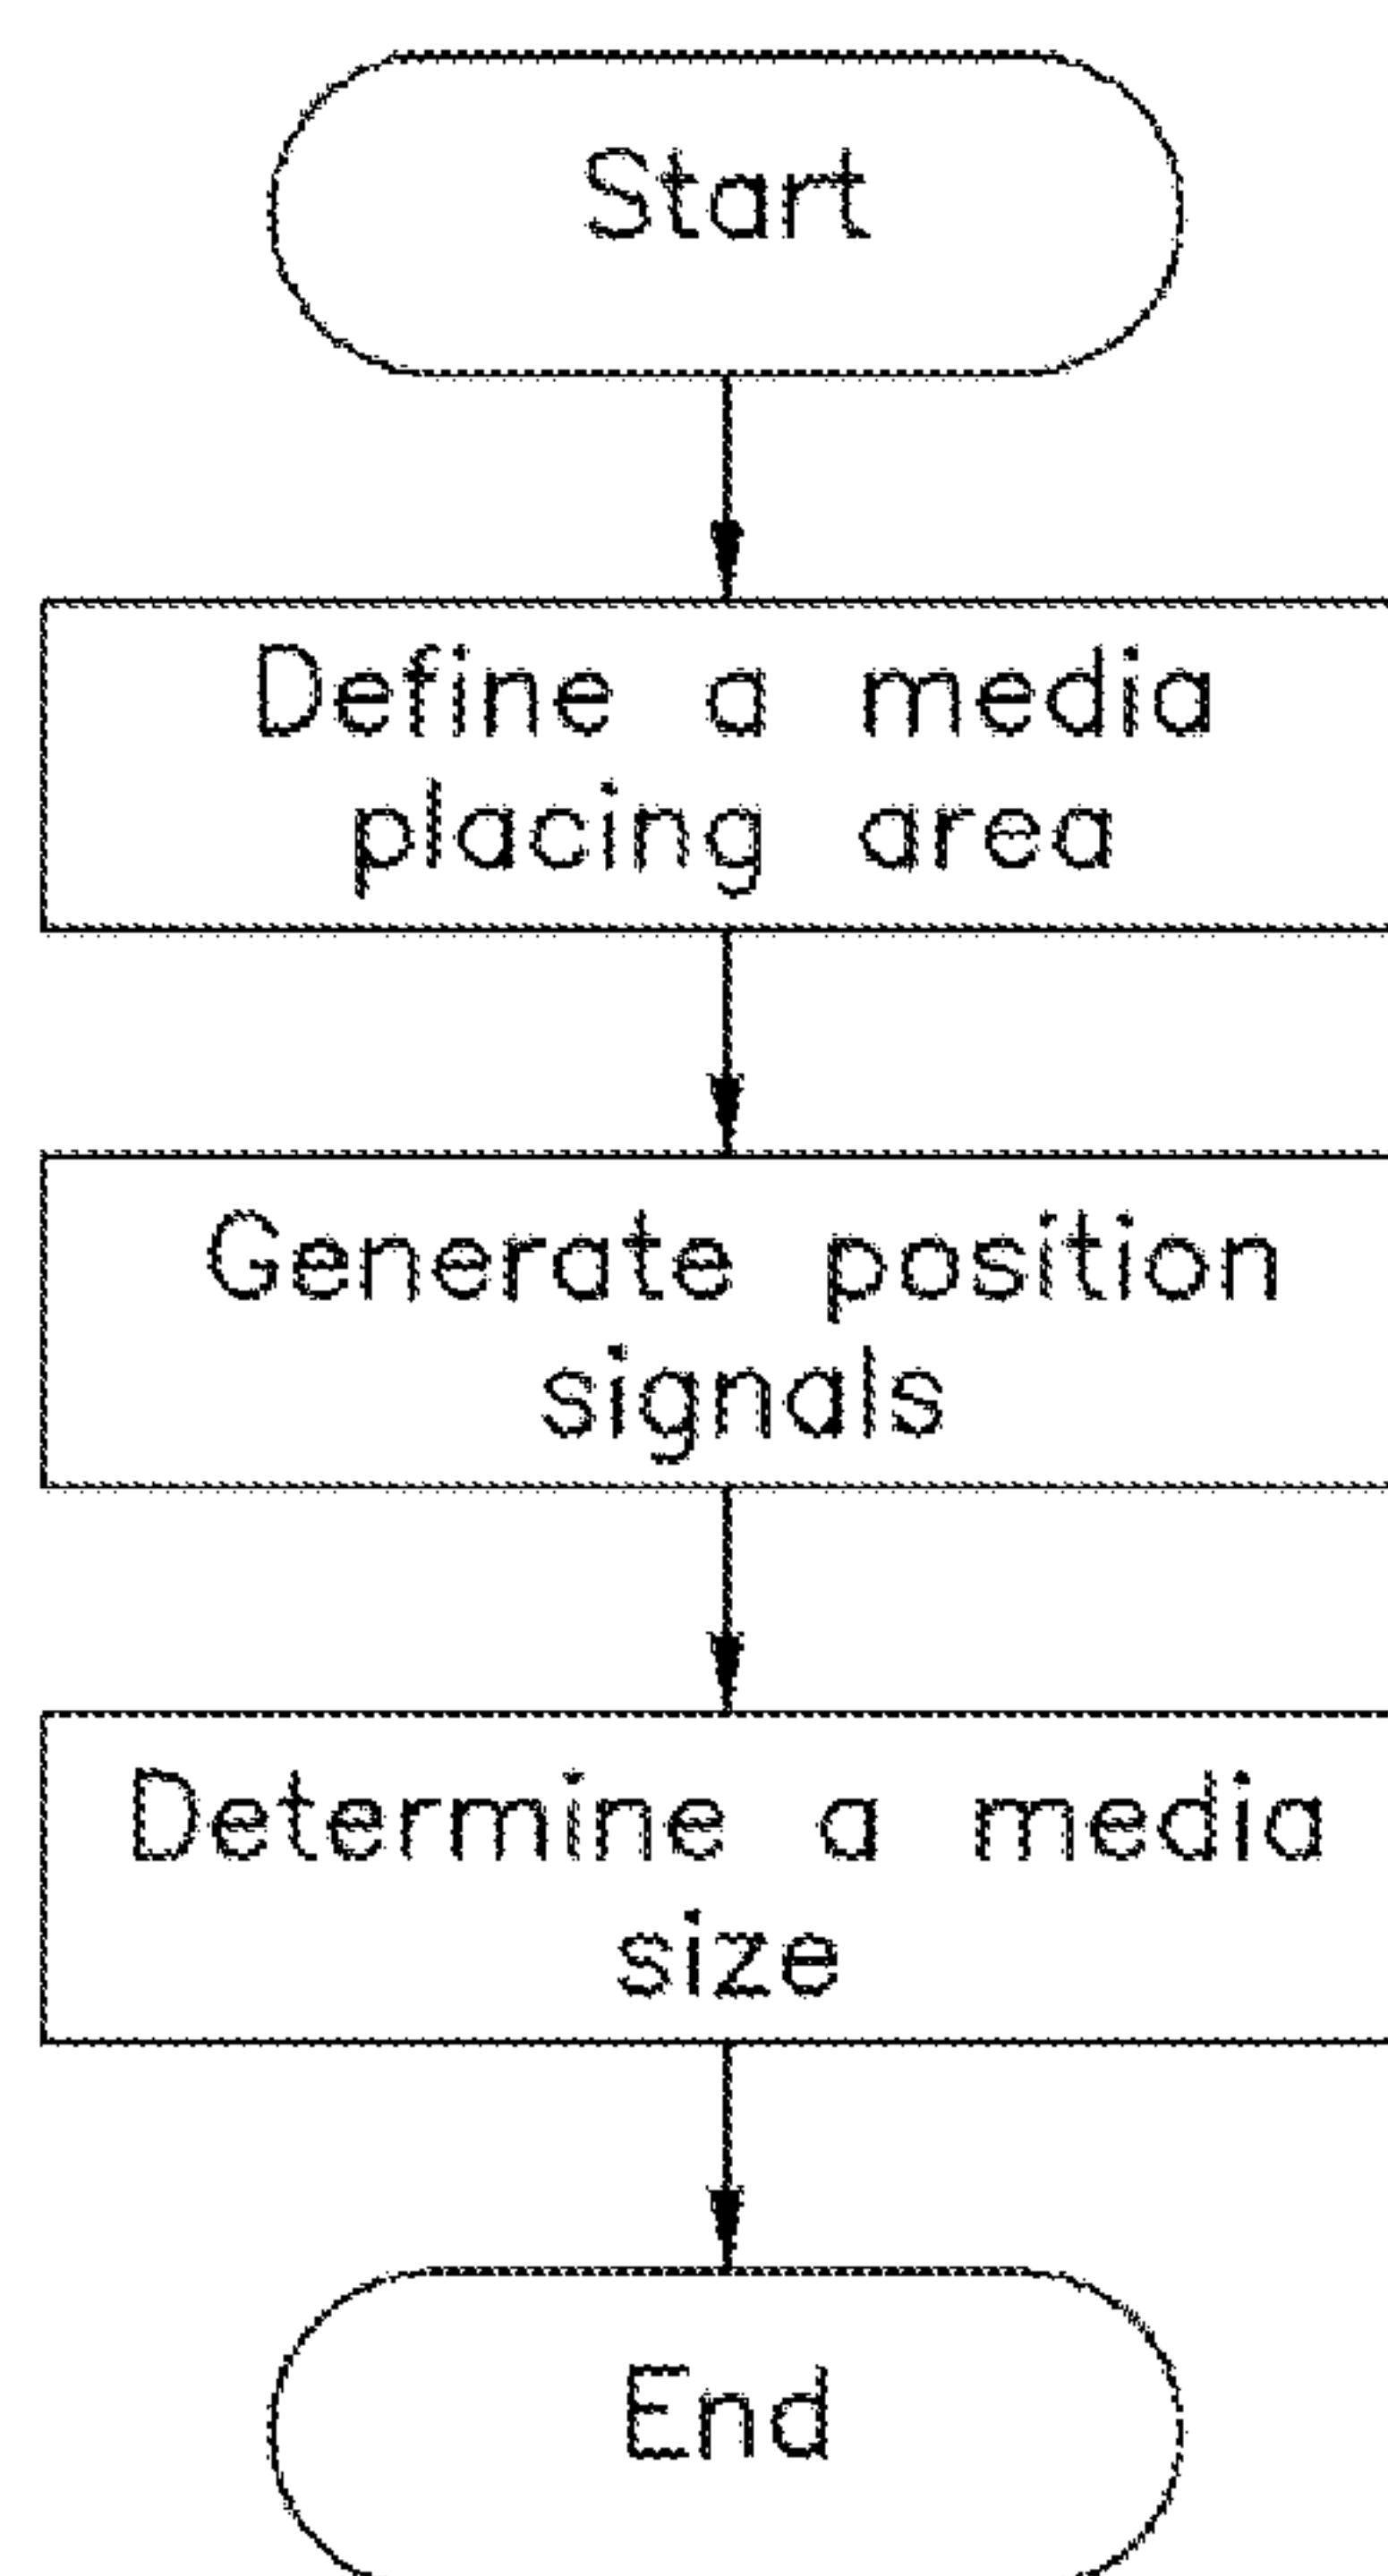 Start
Define a media
placing area
Generate position
signals
Determine a media
size
End